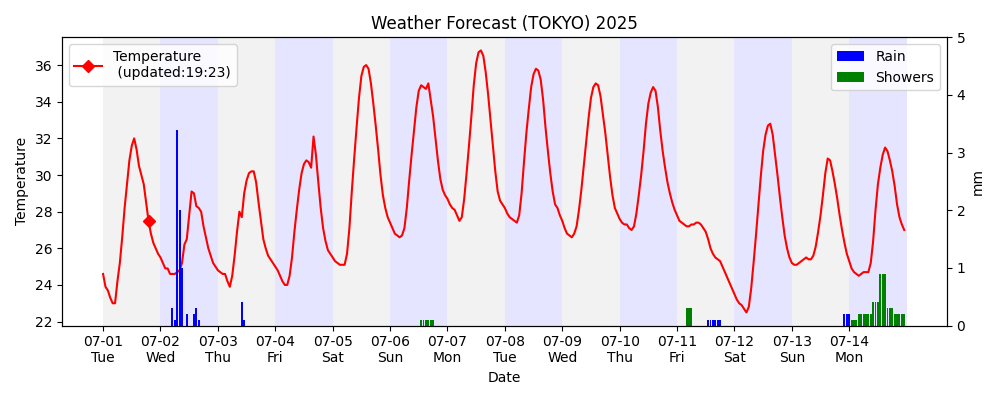 Weather Forecast (TOKYO) 2025
Temperature
(updated:19:23)
Rain
Showers
Temperature
36
34
32
30
28
26
24
22
5
4
3
2
1
0
mm
07-01 07-02 07-03 07-04 07-05 07-06 07-07 07-08 07-09 07-10 07-11 07-12 07-13 07-14
Tue Wed Thu Fri Sat Sun Mon Tue Wed Thu Fri Sat Sun Mon
Date